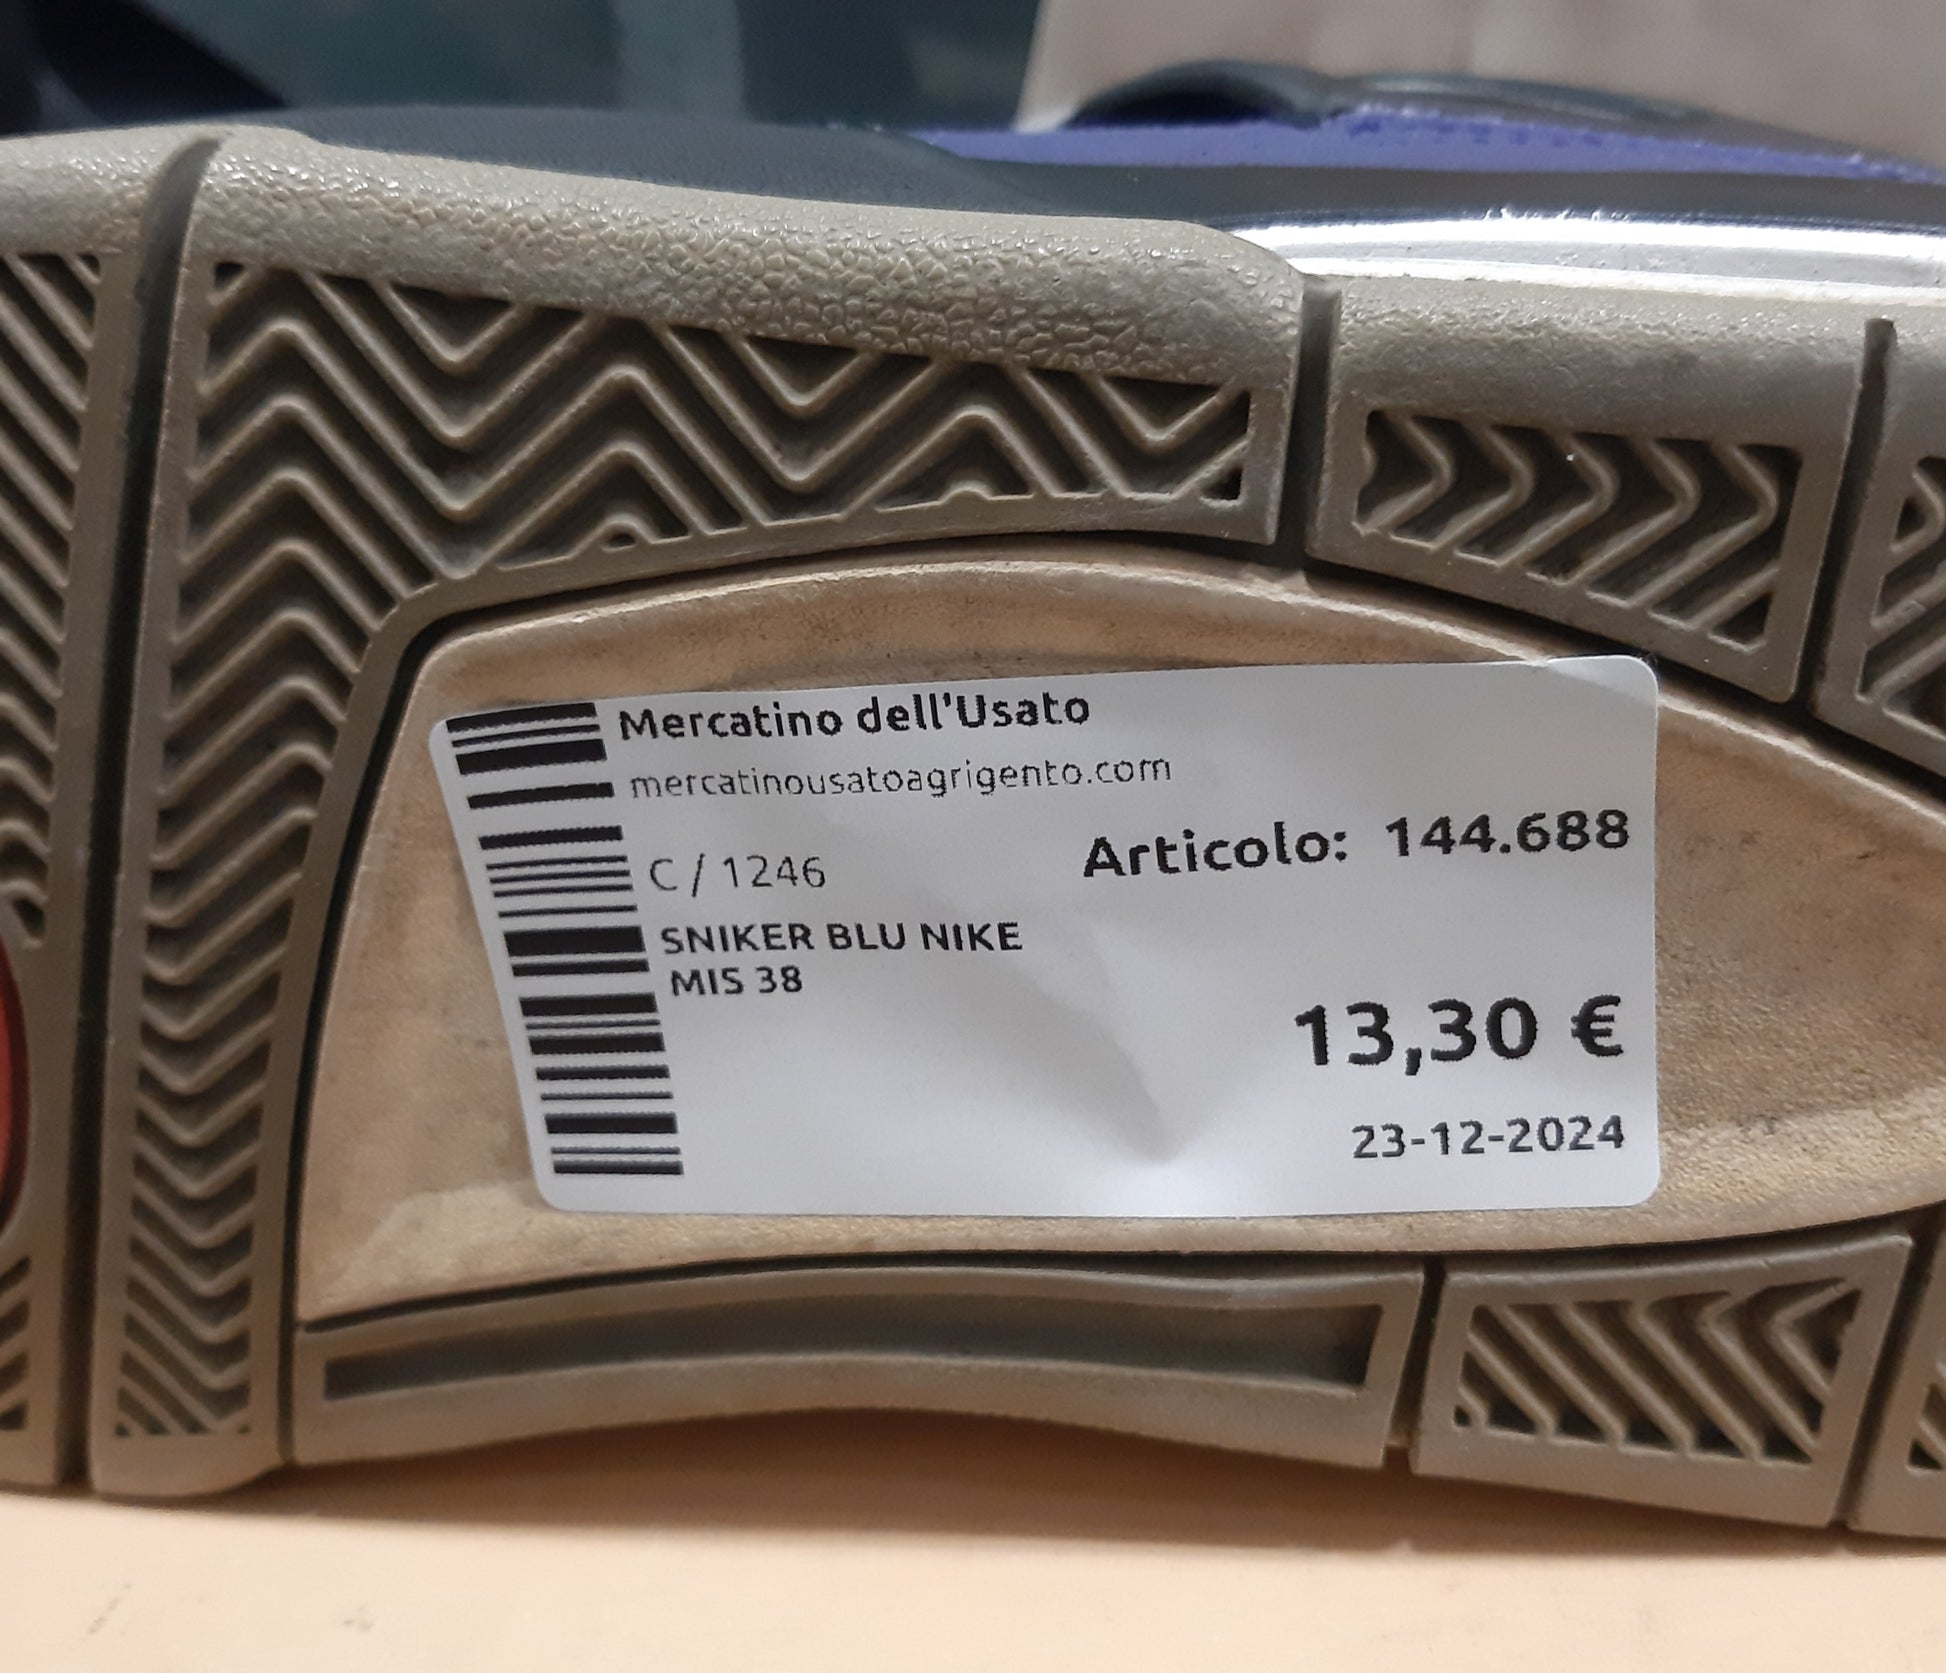 Mercatino dell'Usato
mercatinousatoagrigento.com
Articolo: 144.688
C / 1246
SNIKER BLU NIKE
MIS 38
13,30 €
23-12-2024